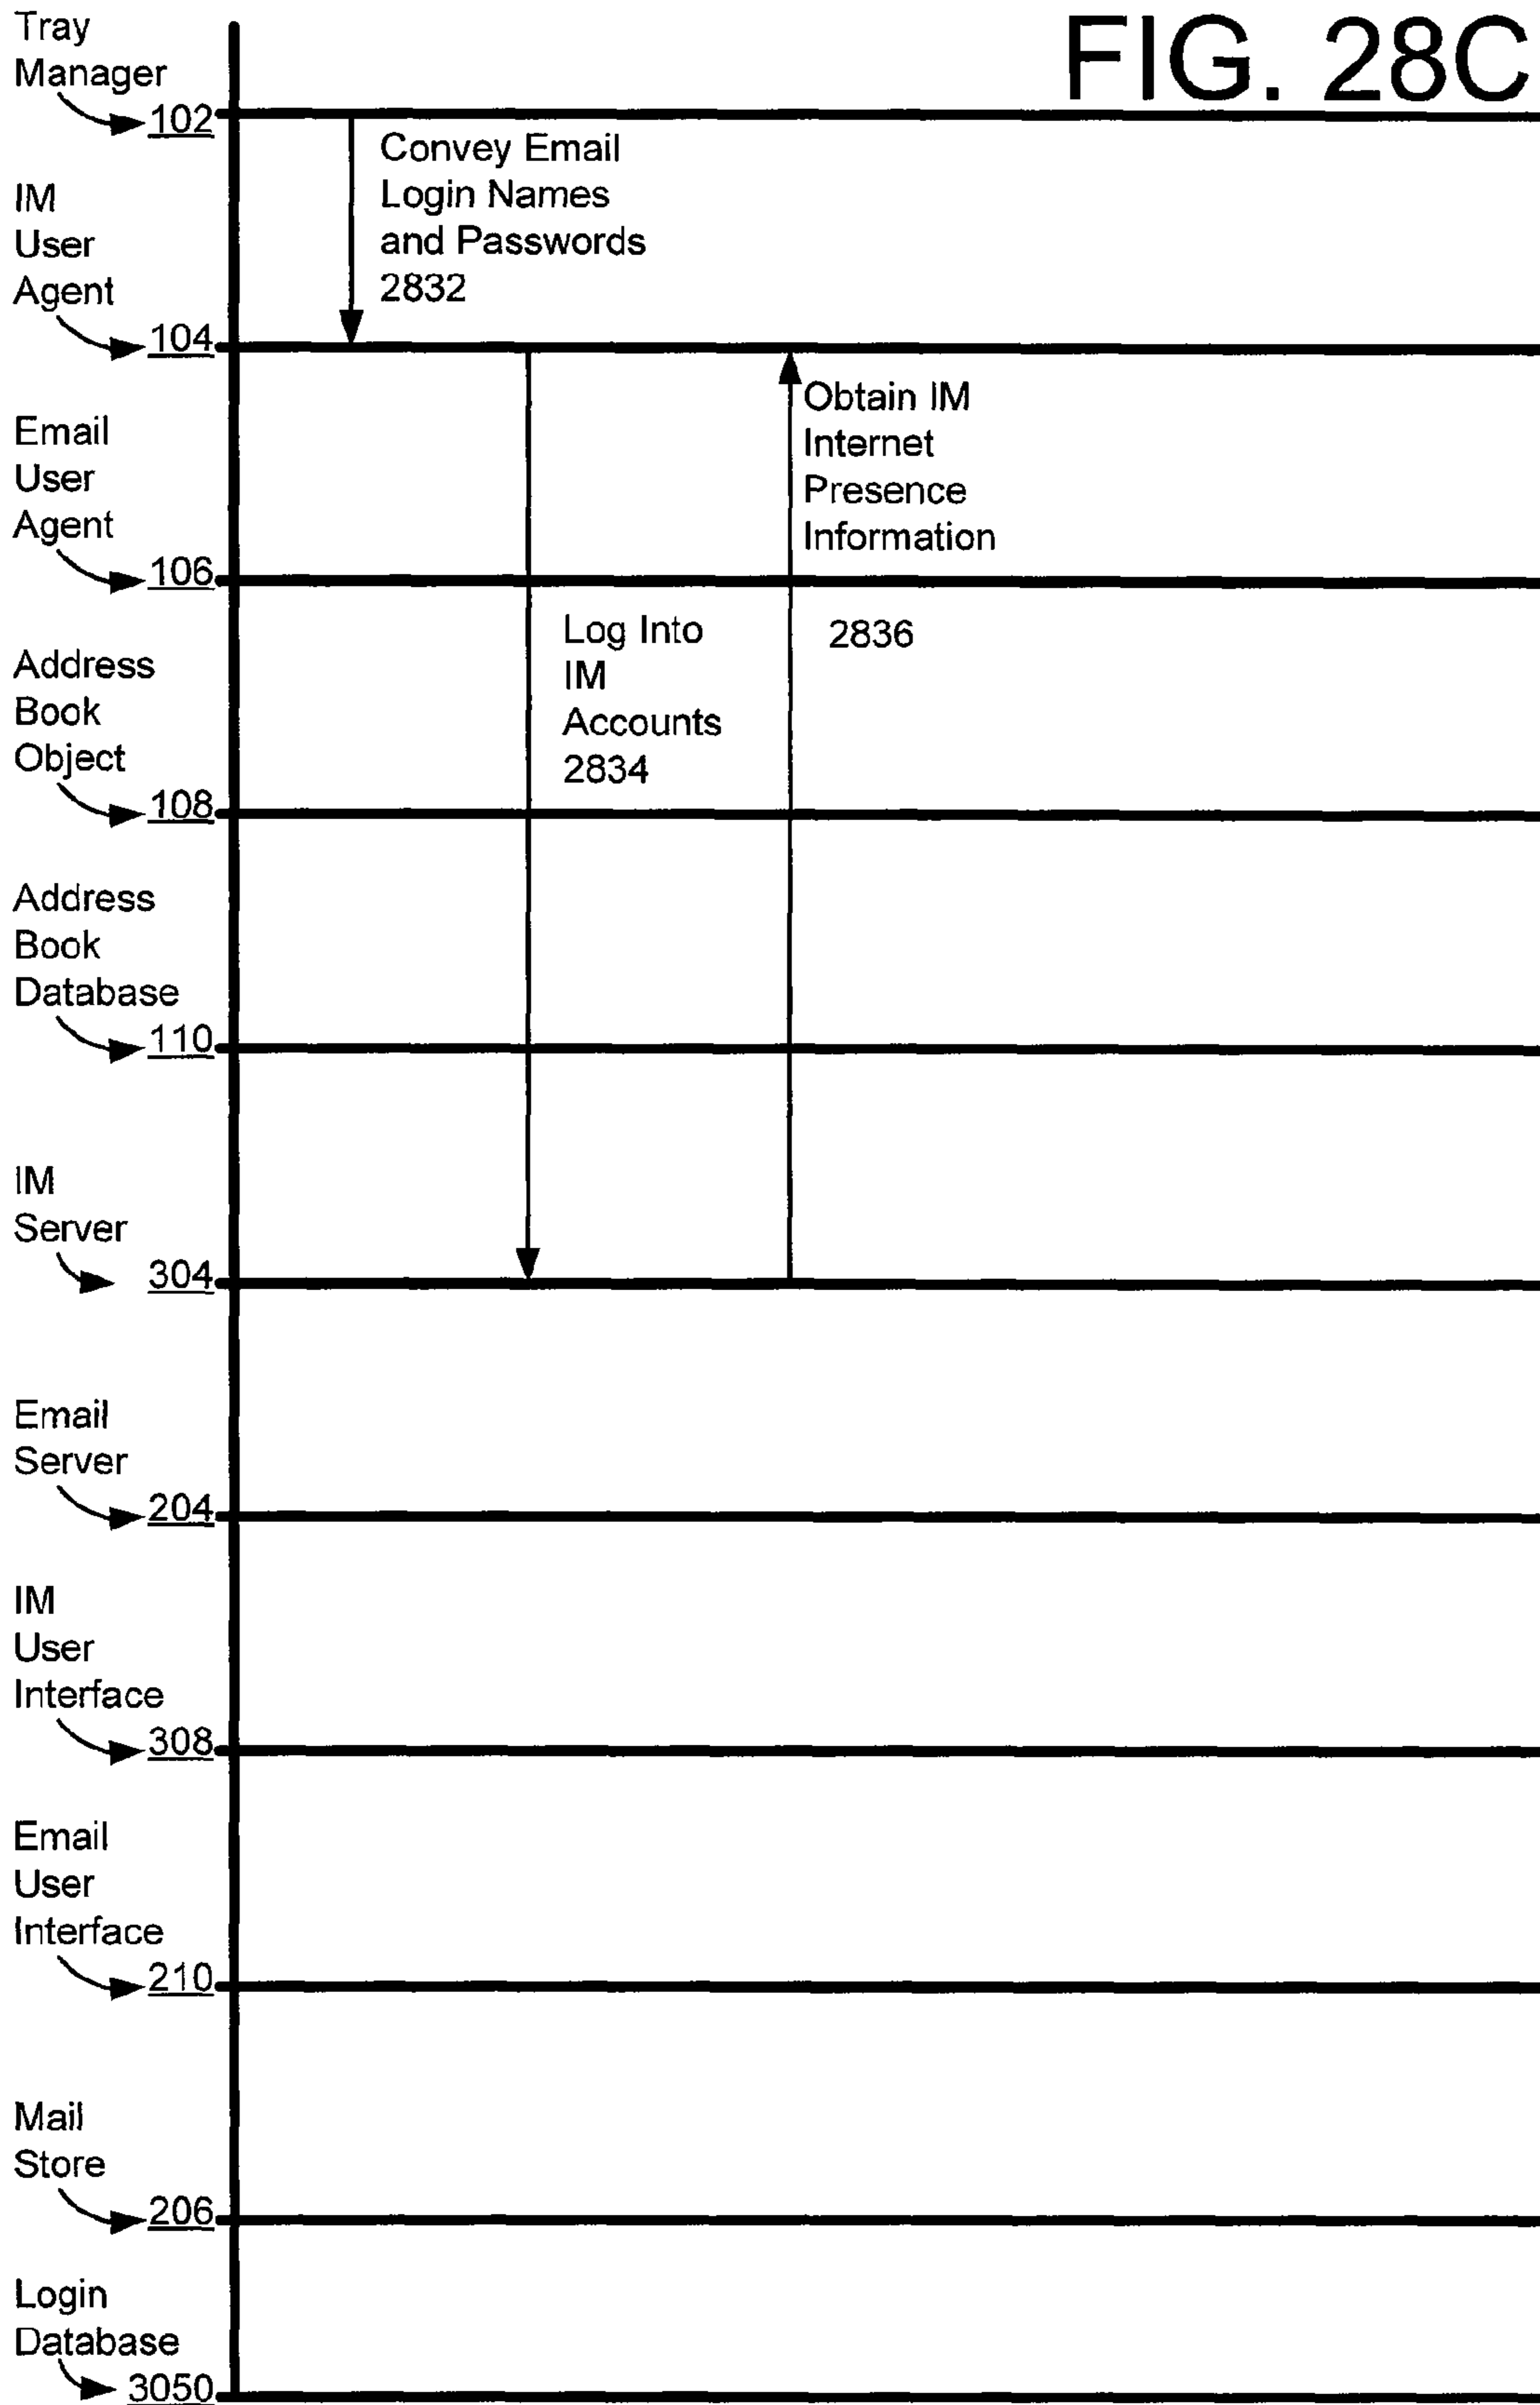 FIG. 28C
Tray
Manager
102
Convey Email
Login Names
and Passwords
2832
IM
User
Agent
104
Obtain IM
Internet
Presence
Information
2836
Email
User
Agent
106
Log Into
IM
Accounts
2834
Address
Book
Object
108
Address
Book
Database
110
IM
Server
304
Email
Server
204
IM
User
Interface
308
Email
User
Interface
210
Mail
Store
206
Login
Database
3050